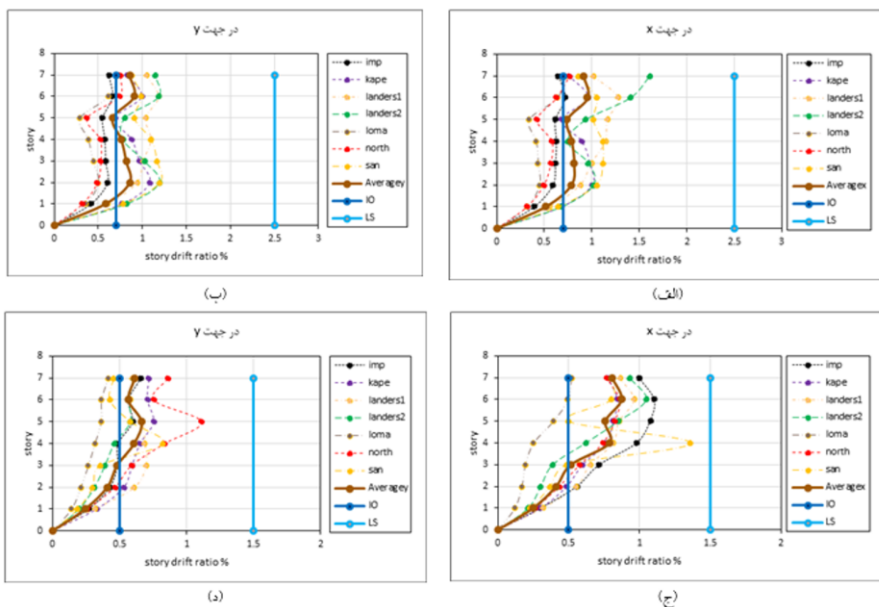 در جهت y
8
7
6
5
4
3
2
1
0
story
0 0.5 1 1.5 2 2.5 3
story drift ratio %
imp
kape
landers1
landers2
loma
north
san
Averagey
IO
LS
(ب)
در جهت x
8
7
6
5
4
3
2
1
0
story
0 0.5 1 1.5 2 2.5 3
story drift ratio %
imp
kape
landers1
landers2
loma
north
san
Averagex
IO
LS
(الف)
در جهت y
8
7
6
5
4
3
2
1
0
story
0 0.5 1 1.5 2
story drift ratio %
imp
kape
landers1
landers2
loma
north
san
Averagey
IO
LS
(د)
در جهت x
8
7
6
5
4
3
2
1
0
story
0 0.5 1 1.5 2
story drift ratio %
imp
kape
landers1
landers2
loma
north
san
Averagex
IO
LS
(ج)